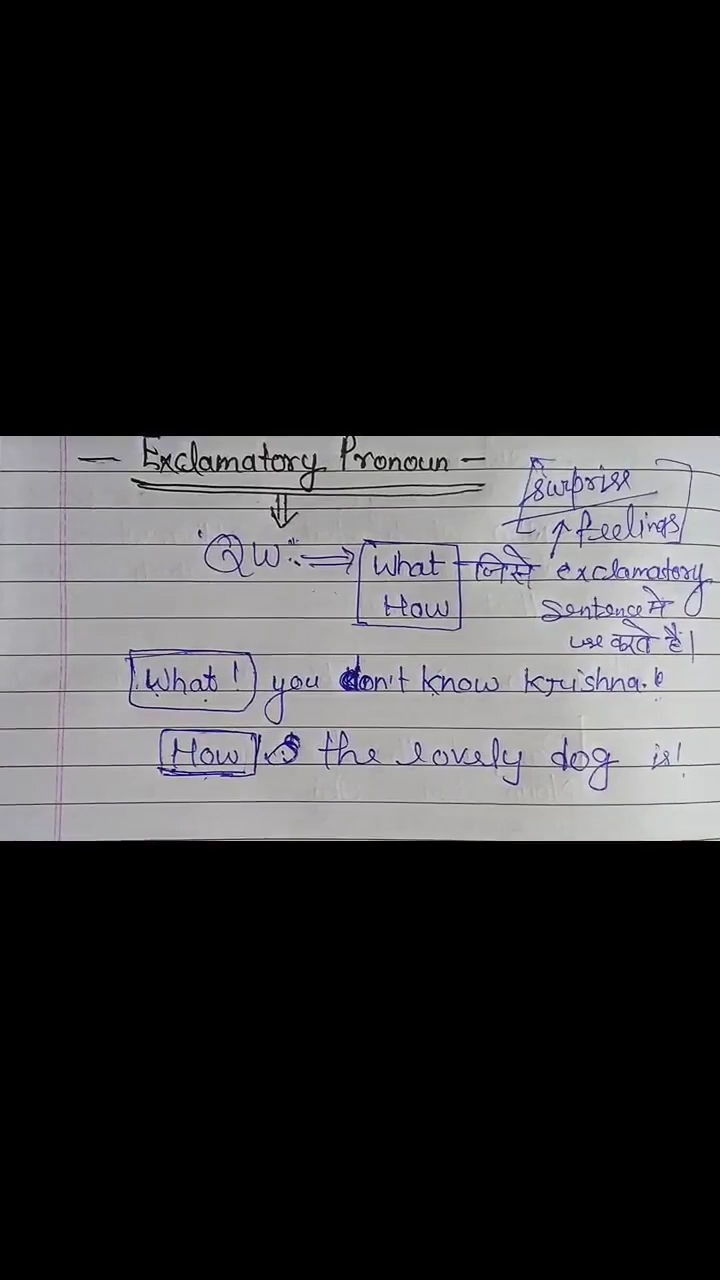 — Exclamatory Pronoun —
surprise
feelings
QW :⇒ What जिसे exclamatory
How sentence मे
use करते है।
What! you don't know Krishna.
How the lovely dog is!